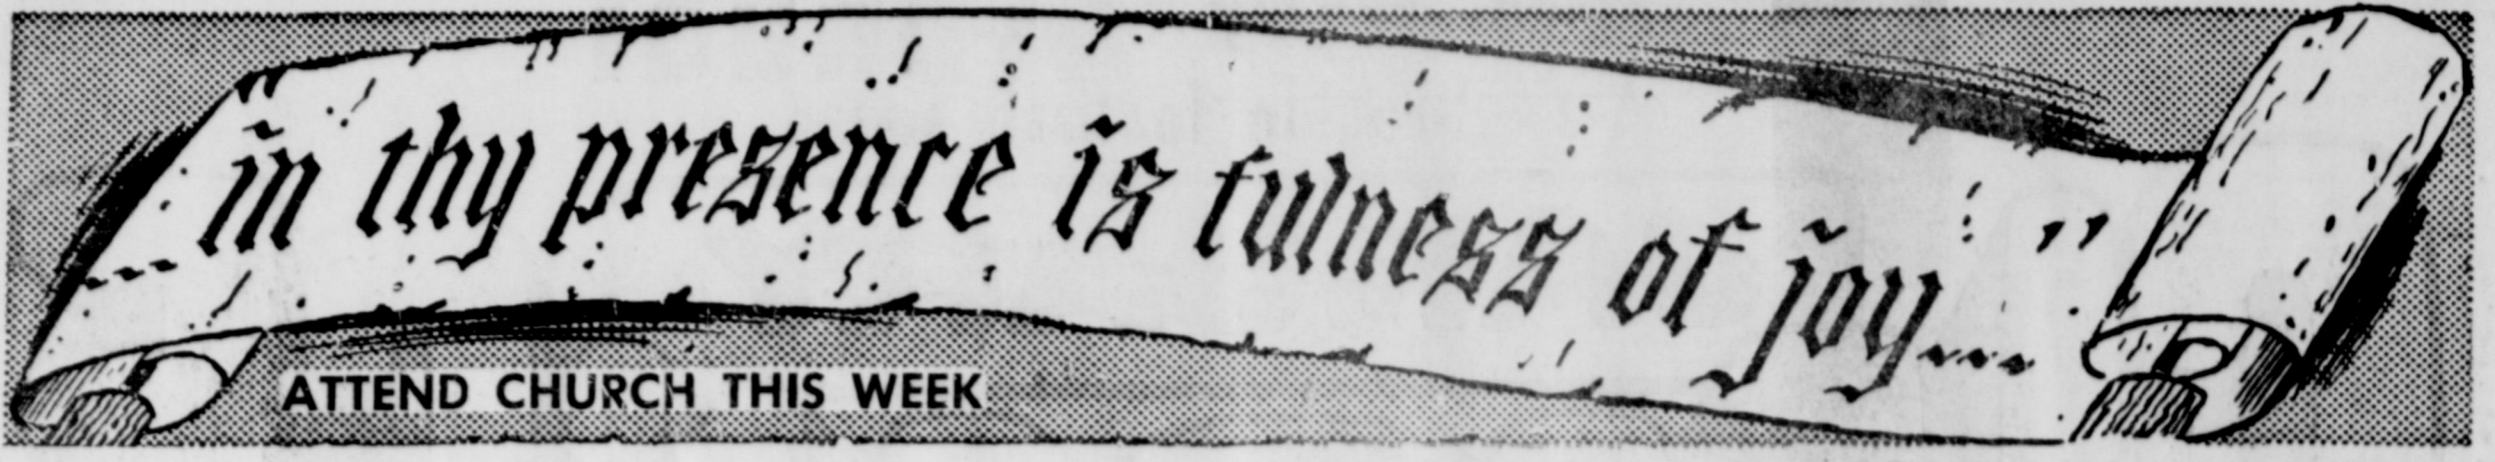 ...in thy presence is fulness of joy..."
ATTEND CHURCH THIS WEEK